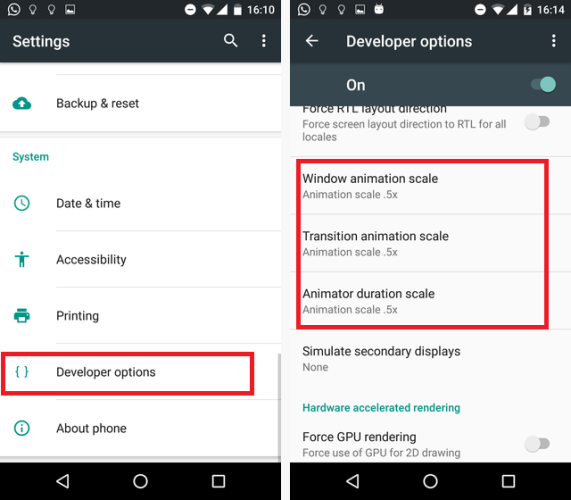 16:10
Settings
Backup & reset
System
Date & time
Accessibility
Printing
{ } Developer options
About phone
16:14
Developer options
On
Force RTL layout direction
Force screen layout direction to RTL for all
locales
Window animation scale
Animation scale .5x
Transition animation scale
Animation scale .5x
Animator duration scale
Animation scale .5x
Simulate secondary displays
None
Hardware accelerated rendering
Force GPU rendering
Force use of GPU for 2D drawing